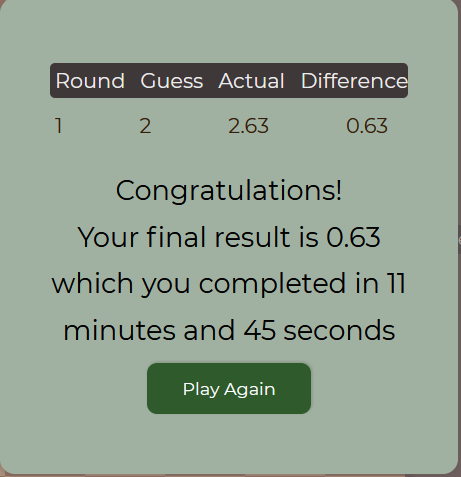 Round Guess Actual Difference
1 2 2.63 0.63
Congratulations!
Your final result is 0.63
which you completed in 11
minutes and 45 seconds
Play Again